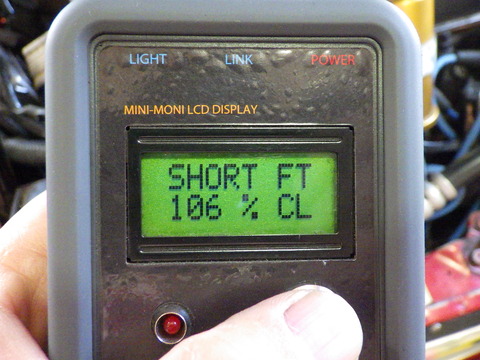 LIGHT LINK POWER
MINI-MONI LCD DISPLAY
SHORT FT
106 % CL